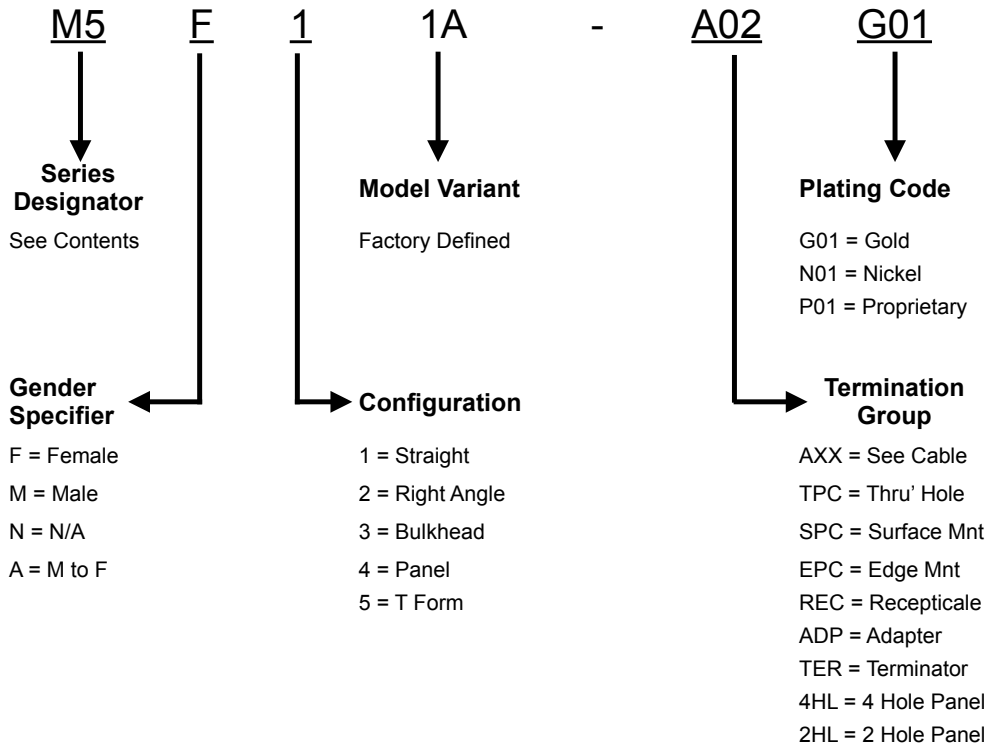 M5 F 1 1A - A02 G01
Series
Designator
See Contents
Model Variant
Factory Defined
Plating Code
G01 = Gold
N01 = Nickel
P01 = Proprietary
Gender
Specifier
F = Female
M = Male
N = N/A
A = M to F
Configuration
1 = Straight
2 = Right Angle
3 = Bulkhead
4 = Panel
5 = T Form
Termination
Group
AXX = See Cable
TPC = Thru' Hole
SPC = Surface Mnt
EPC = Edge Mnt
REC = Recepticale
ADP = Adapter
TER = Terminator
4HL = 4 Hole Panel
2HL = 2 Hole Panel